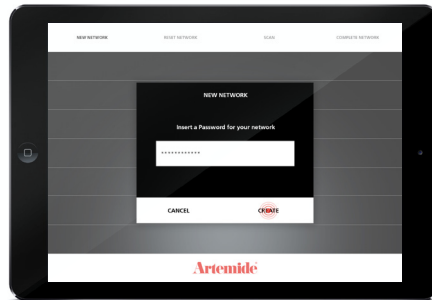 NEW NETWORK
RESET NETWORK
SCAN
COMPLETE NETWORK
NEW NETWORK
Insert a Password for your network
************
CANCEL
CREATE
Artemide